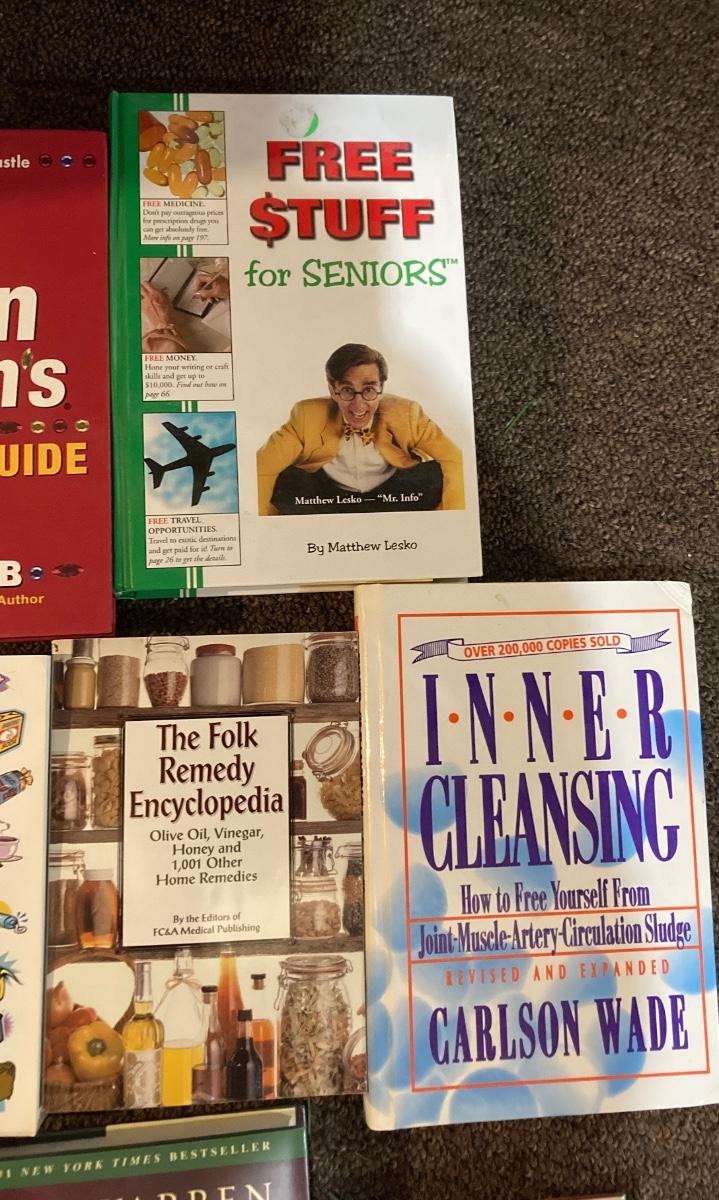 FREE
$TUFF
for SENIORS™
FREE MEDICINE.
Don't pay outrageous prices
for prescription drugs you
can get absolutely free.
More info on page 197.
FREE MONEY.
Hone your writing or craft
skills and get up to
$10,000. Find out how on
page 66.
FREE TRAVEL
OPPORTUNITIES.
Travel to exotic destinations
and get paid for it! Turn to
page 26 to get the details.
Matthew Lesko — "Mr. Info"
By Matthew Lesko
astle
n
n's
UIDE
B
Author
The Folk
Remedy
Encyclopedia
Olive Oil, Vinegar,
Honey and
1,001 Other
Home Remedies
By the Editors of
FC&A Medical Publishing
OVER 200,000 COPIES SOLD
I•N•N•E•R
CLEANSING
How to Free Yourself From
Joint-Muscle-Artery-Circulation Sludge
REVISED AND EXPANDED
CARLSON WADE
#1 NEW YORK TIMES BESTSELLER
WARREN